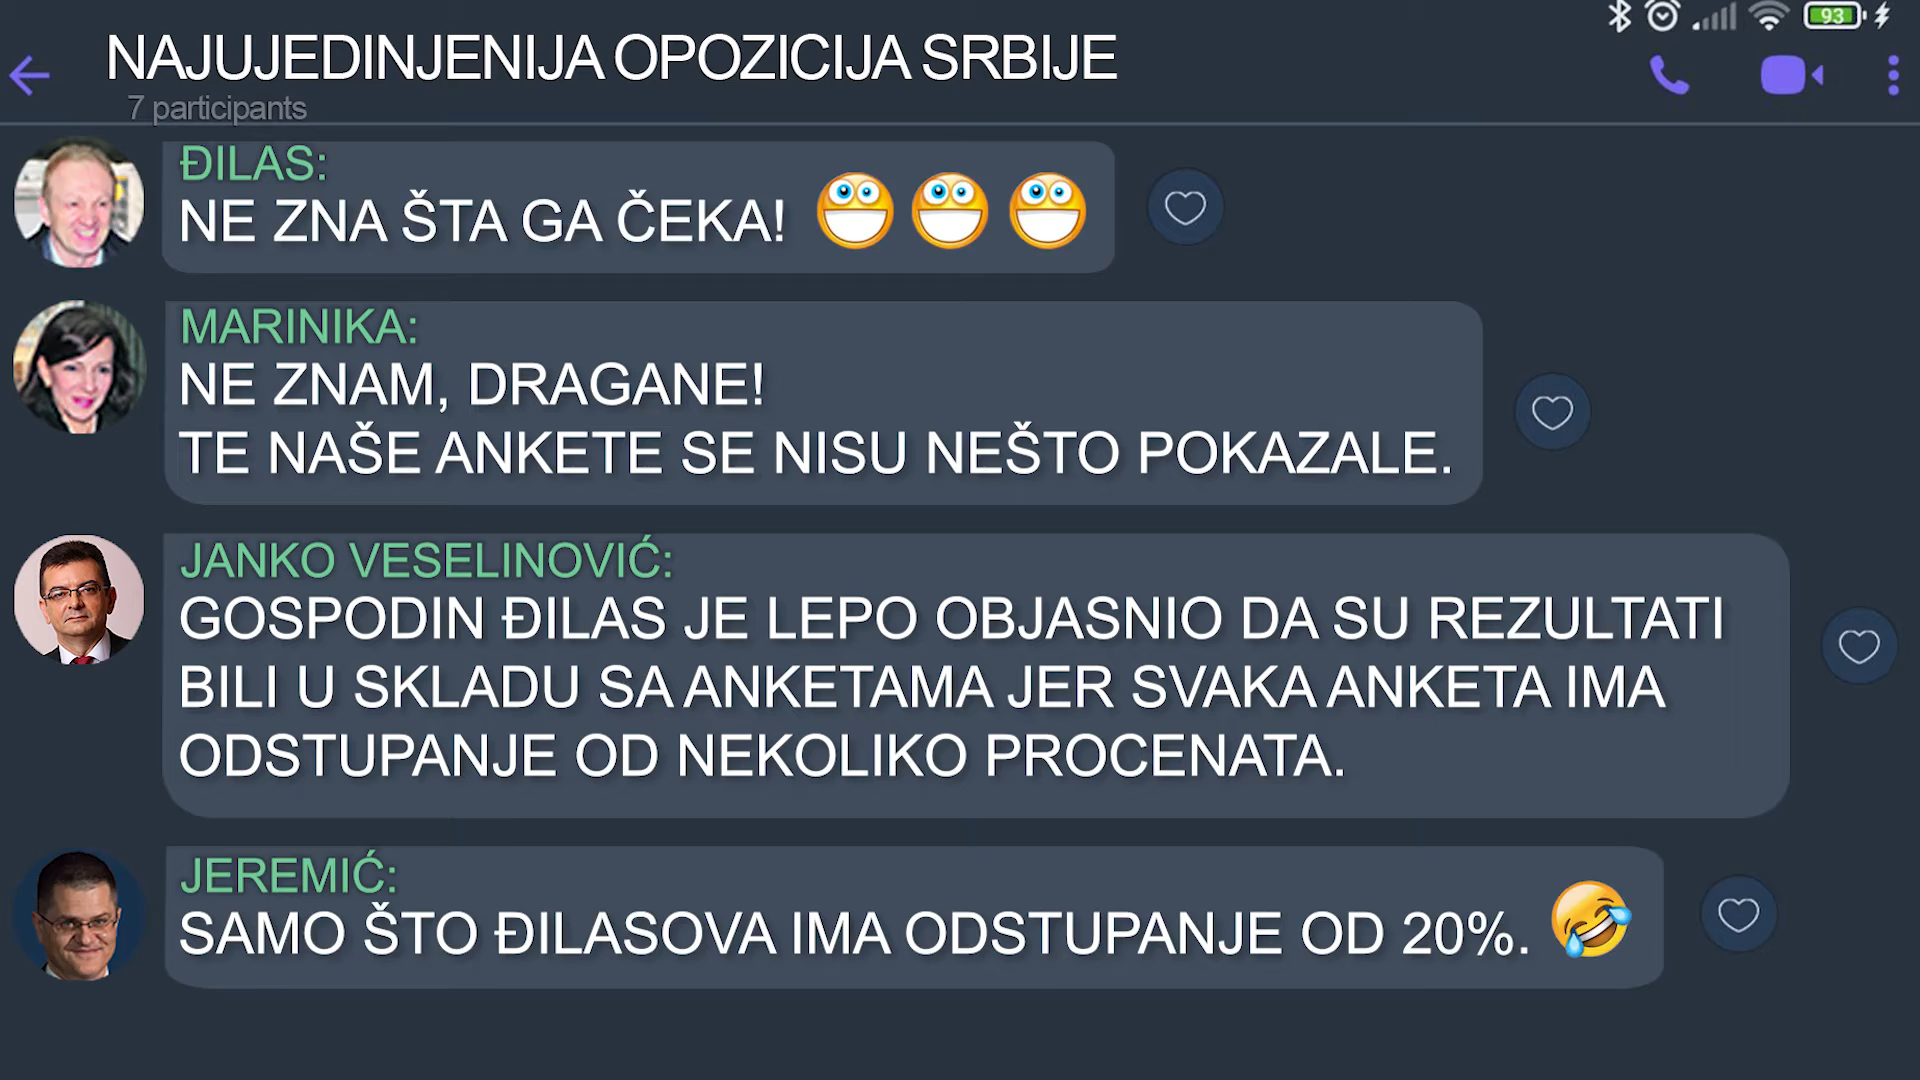 93
NAJUJEDINJENIJA OPOZICIJA SRBIJE
7 participants
ĐILAS:
NE ZNA ŠTA GA ČEKA!
MARINIKA:
NE ZNAM, DRAGANE!
TE NAŠE ANKETE SE NISU NEŠTO POKAZALE.
JANKO VESELINOVIĆ:
GOSPODIN ĐILAS JE LEPO OBJASNIO DA SU REZULTATI
BILI U SKLADU SA ANKETAMA JER SVAKA ANKETA IMA
ODSTUPANJE OD NEKOLIKO PROCENATA.
JEREMIĆ:
SAMO ŠTO ĐILASOVA IMA ODSTUPANJE OD 20%.